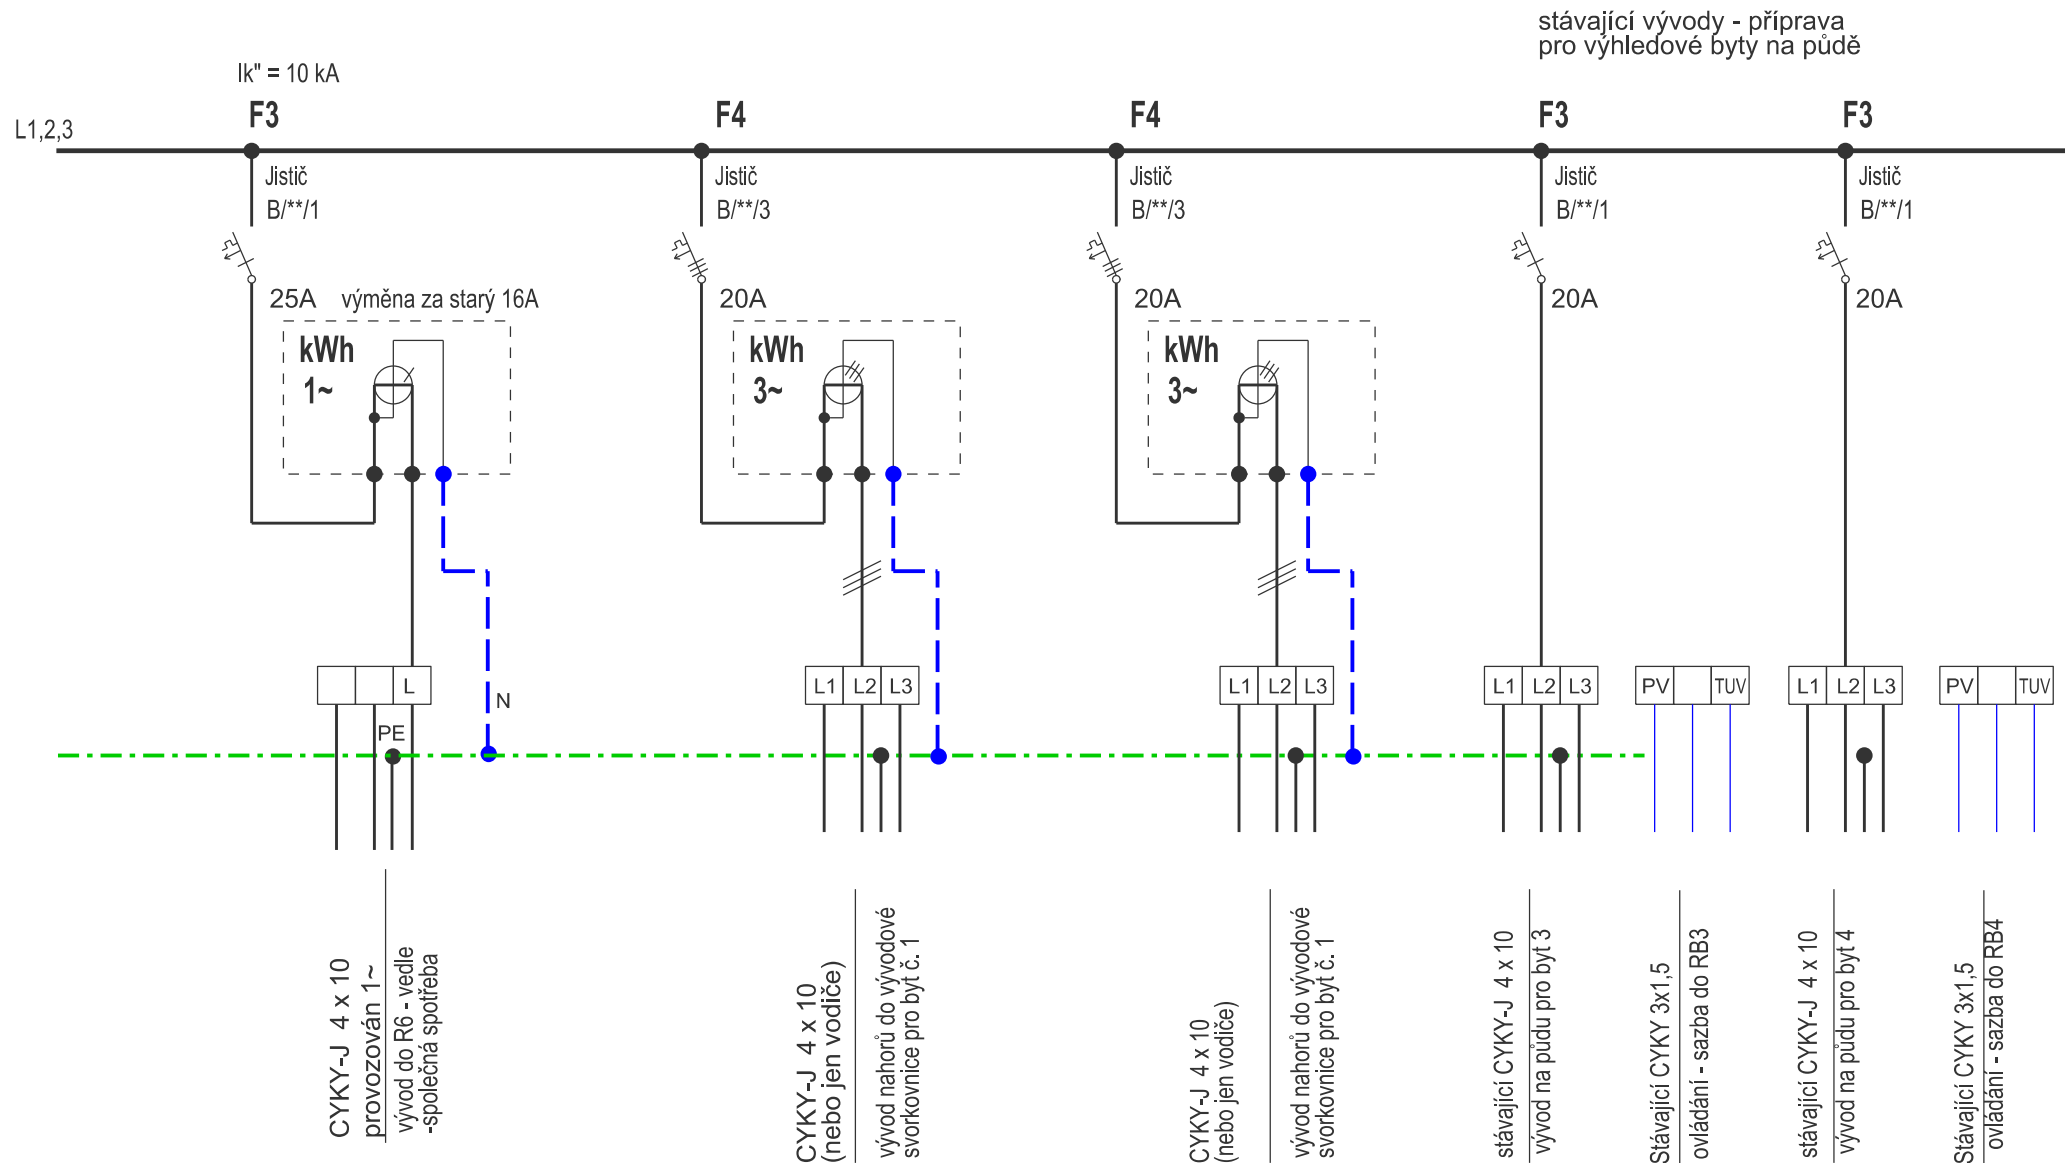 stávající vývody - příprava
pro výhledové byty na půdě
Ik" = 10 kA
L1,2,3
F3
F4
F4
F3
F3
Jistič
B/**/1
Jistič
B/**/3
Jistič
B/**/3
Jistič
B/**/1
Jistič
B/**/1
25A
výměna za starý 16A
20A
20A
20A
20A
kWh
1~
kWh
3~
kWh
3~
L
N
PE
L1 L2 L3
L1 L2 L3
L1 L2 L3
PV TUV
L1 L2 L3
PV TUV
CYKY-J 4 x 10
provozován 1~
vývod do R6 - vedle
-společná spotřeba
CYKY-J 4 x 10
(nebo jen vodiče)
vývod nahorů do vývodové
svorkovnice pro byt č. 1
CYKY-J 4 x 10
(nebo jen vodiče)
vývod nahorů do vývodové
svorkovnice pro byt č. 1
stávající CYKY-J 4 x 10
vývod na půdu pro byt 3
Stávající CYKY 3x1,5
ovládání - sazba do RB3
stávající CYKY-J 4 x 10
vývod na půdu pro byt 4
Stávající CYKY 3x1,5
ovládání - sazba do RB4